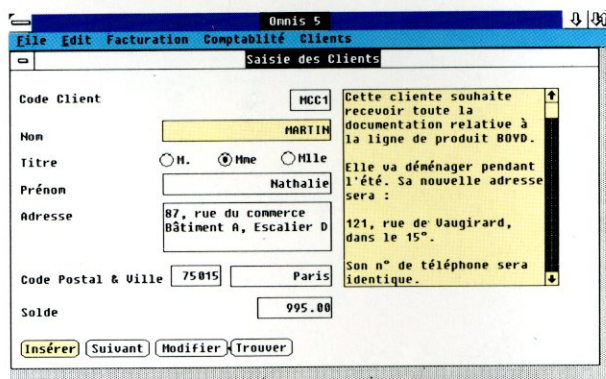 Omnis 5
File Edit Facturation Comptablité Clients
Saisie des Clients
Code Client MCC1
Nom MARTIN
Titre M. Mme Mlle
Prénom Nathalie
Adresse 87, rue du commerce
Bâtiment A, Escalier D
Code Postal & Ville 75015 Paris
Solde 995.00
Insérer Suivant Modifier Trouver
Cette cliente souhaite
recevoir toute la
documentation relative à
la ligne de produit BOYD.
Elle va déménager pendant
l'été. Sa nouvelle adresse
sera :
121, rue de Vaugirard,
dans le 15°.
Son n° de téléphone sera
identique.